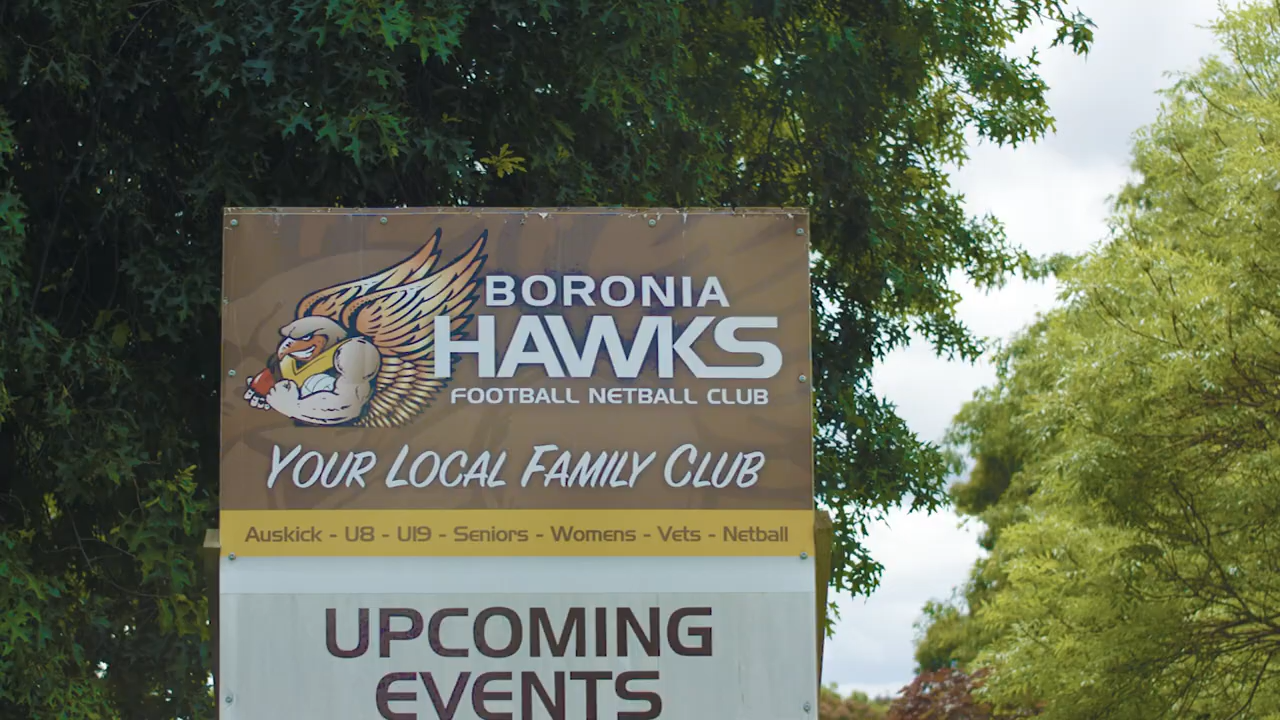 BORONIA
HAWKS
FOOTBALL NETBALL CLUB
YOUR LOCAL FAMILY CLUB
Auskick - U8 - U19 - Seniors - Womens - Vets - Netball
UPCOMING
EVENTS